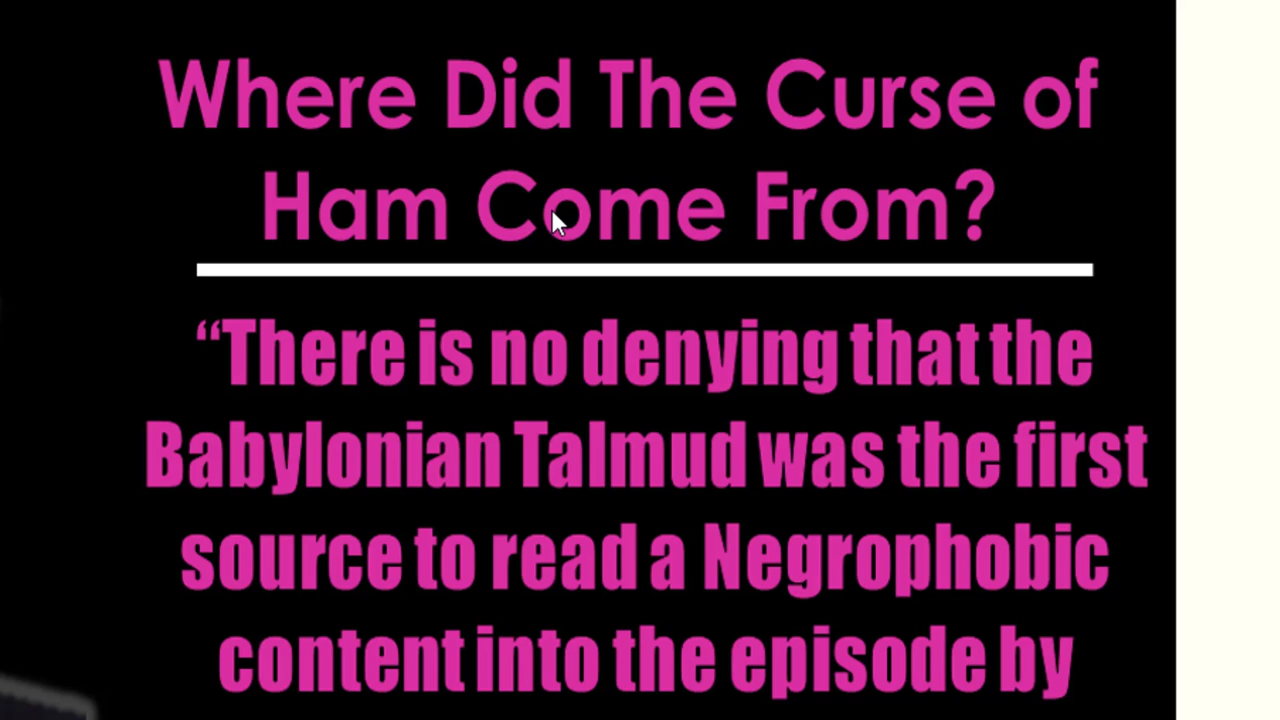 Where Did The Curse of
Ham Come From?
“There is no denying that the
Babylonian Talmud was the first
source to read a Negrophobic
content into the episode by